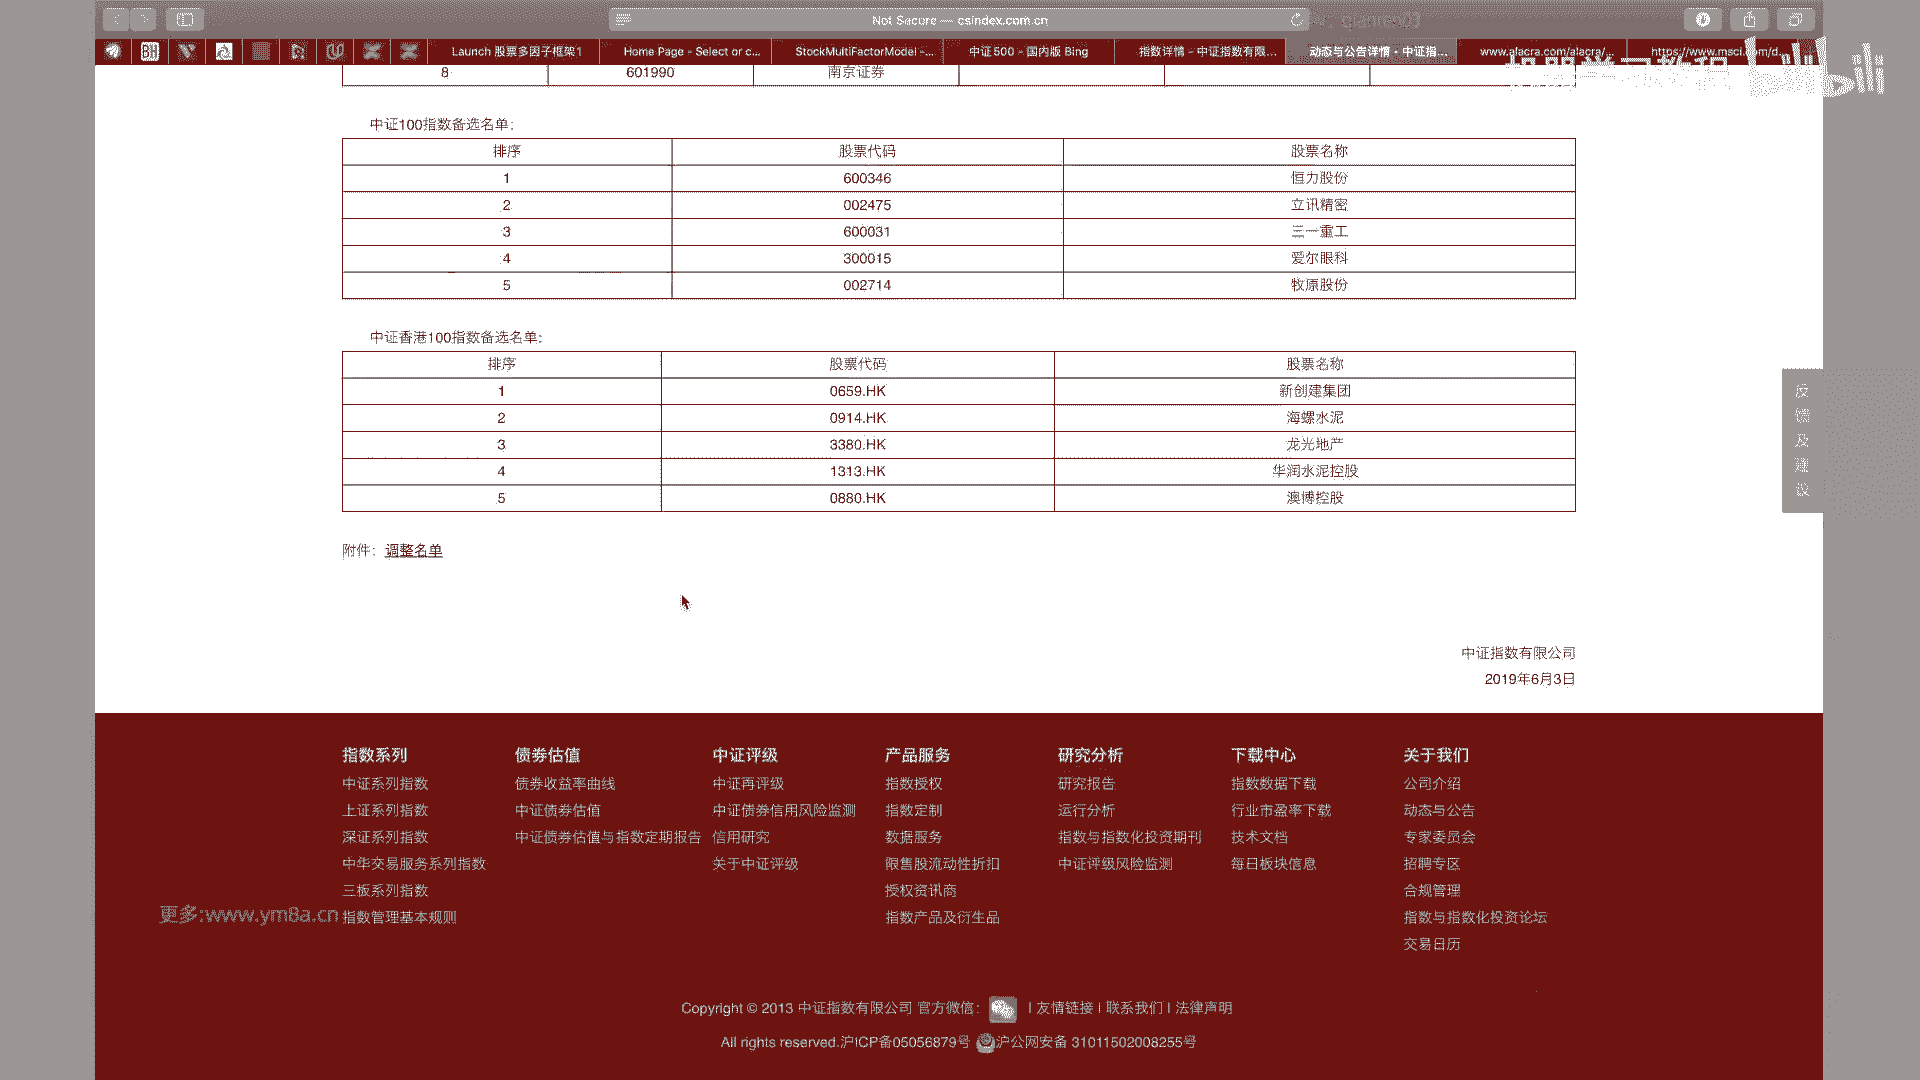 Not Secure — csindex.com.cn
Launch 股票多因子框架1
Home Page - Select or c...
StockMultiFactorModel -...
中证500 - 国内版 Bing
指数详情 - 中证指数有限...
动态与公告详情 - 中证指...
www.alacra.com/alacra/...
https://www.msci.com/d...
bilibili
8 601990 南京证券
中证100指数备选名单：
排序 股票代码 股票名称
1 600346 恒力股份
2 002475 立讯精密
3 600031 三一重工
4 300015 爱尔眼科
5 002714 牧原股份
中证香港100指数备选名单：
排序 股票代码 股票名称
1 0659.HK 新创建集团
2 0914.HK 海螺水泥
3 3380.HK 龙光地产
4 1313.HK 华润水泥控股
5 0880.HK 澳博控股
反馈及建议
附件：调整名单
中证指数有限公司
2019年6月3日
指数系列 债券估值 中证评级 产品服务 研究分析 下载中心 关于我们
中证系列指数 债券收益率曲线 中证再评级 指数授权 研究报告 指数数据下载 公司介绍
上证系列指数 中证债券估值 中证债券信用风险监测 指数定制 运行分析 行业市盈率下载 动态与公告
深证系列指数 中证债券估值与指数定期报告 信用研究 数据服务 指数与指数化投资期刊 技术文档 专家委员会
中华交易服务系列指数 关于中证评级 限售股流动性折扣 中证评级风险监测 每日板块信息 招聘专区
三板系列指数 授权资讯商 合规管理
更多:www.ym8a.cn 指数管理基本规则 指数产品及衍生品 指数与指数化投资论坛
交易日历
Copyright © 2013 中证指数有限公司 官方微信： | 友情链接 | 联系我们 | 法律声明
All rights reserved.沪ICP备05056879号 沪公网安备 31011502008255号